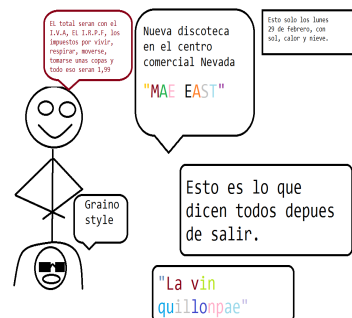 EL total seran con el
I.V.A, EL I.R.P.F, los
impuestos por vivir,
respirar, moverse,
tomarse unas copas y
todo eso seran 1,99
Nueva discoteca
en el centro
comercial Nevada
"MAE EAST"
Esto solo los lunes
29 de febrero, con
sol, calor y nieve.
Graino
style
Esto es lo que
dicen todos depues
de salir.
"La vin
quillonpae"